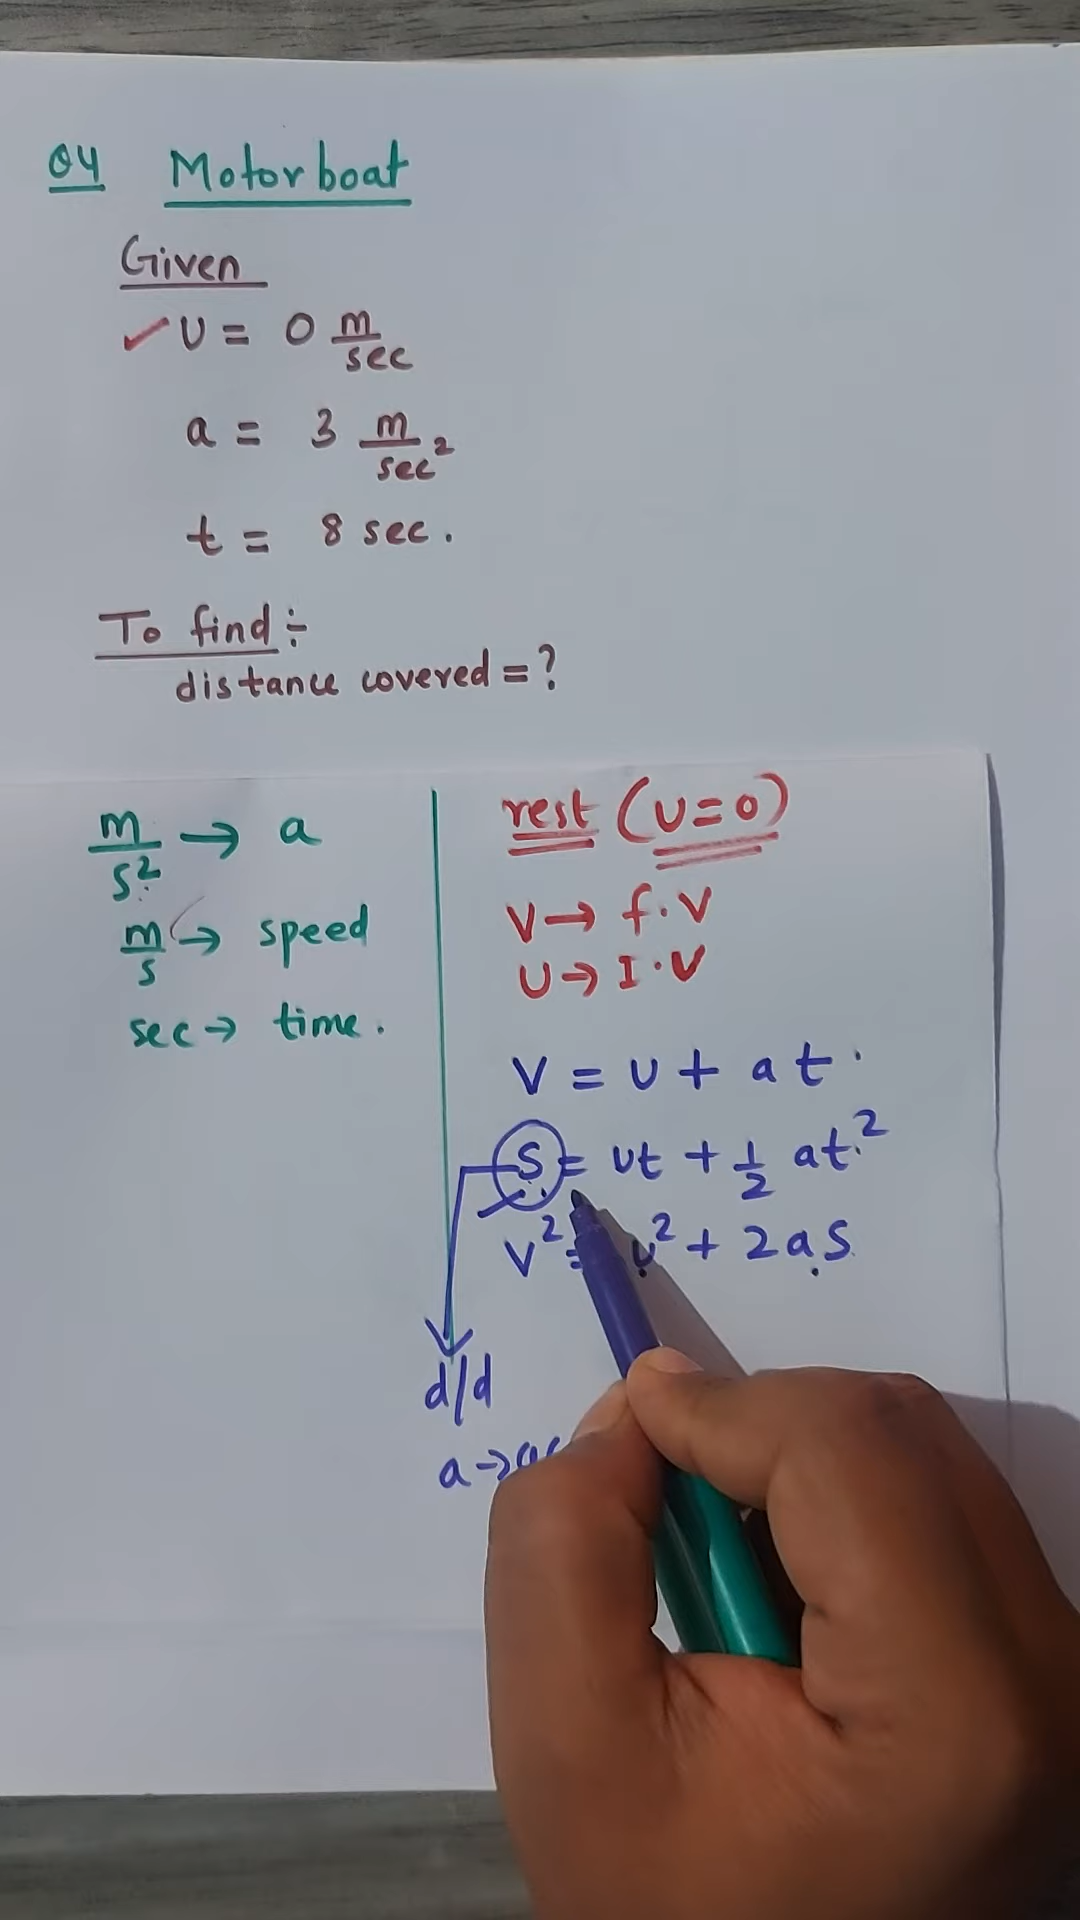 Q4 Motorboat
Given
✓ U = 0 m/sec
a = 3 m/sec²
t = 8 sec.
To find ÷
distance covered = ?
m/s² → a
m/s → speed
sec → time.
rest (U=0)
V → f.V
U → I.V
V = U + at
S = ut + 1/2 at²
V² = u² + 2aS
d/d
a →